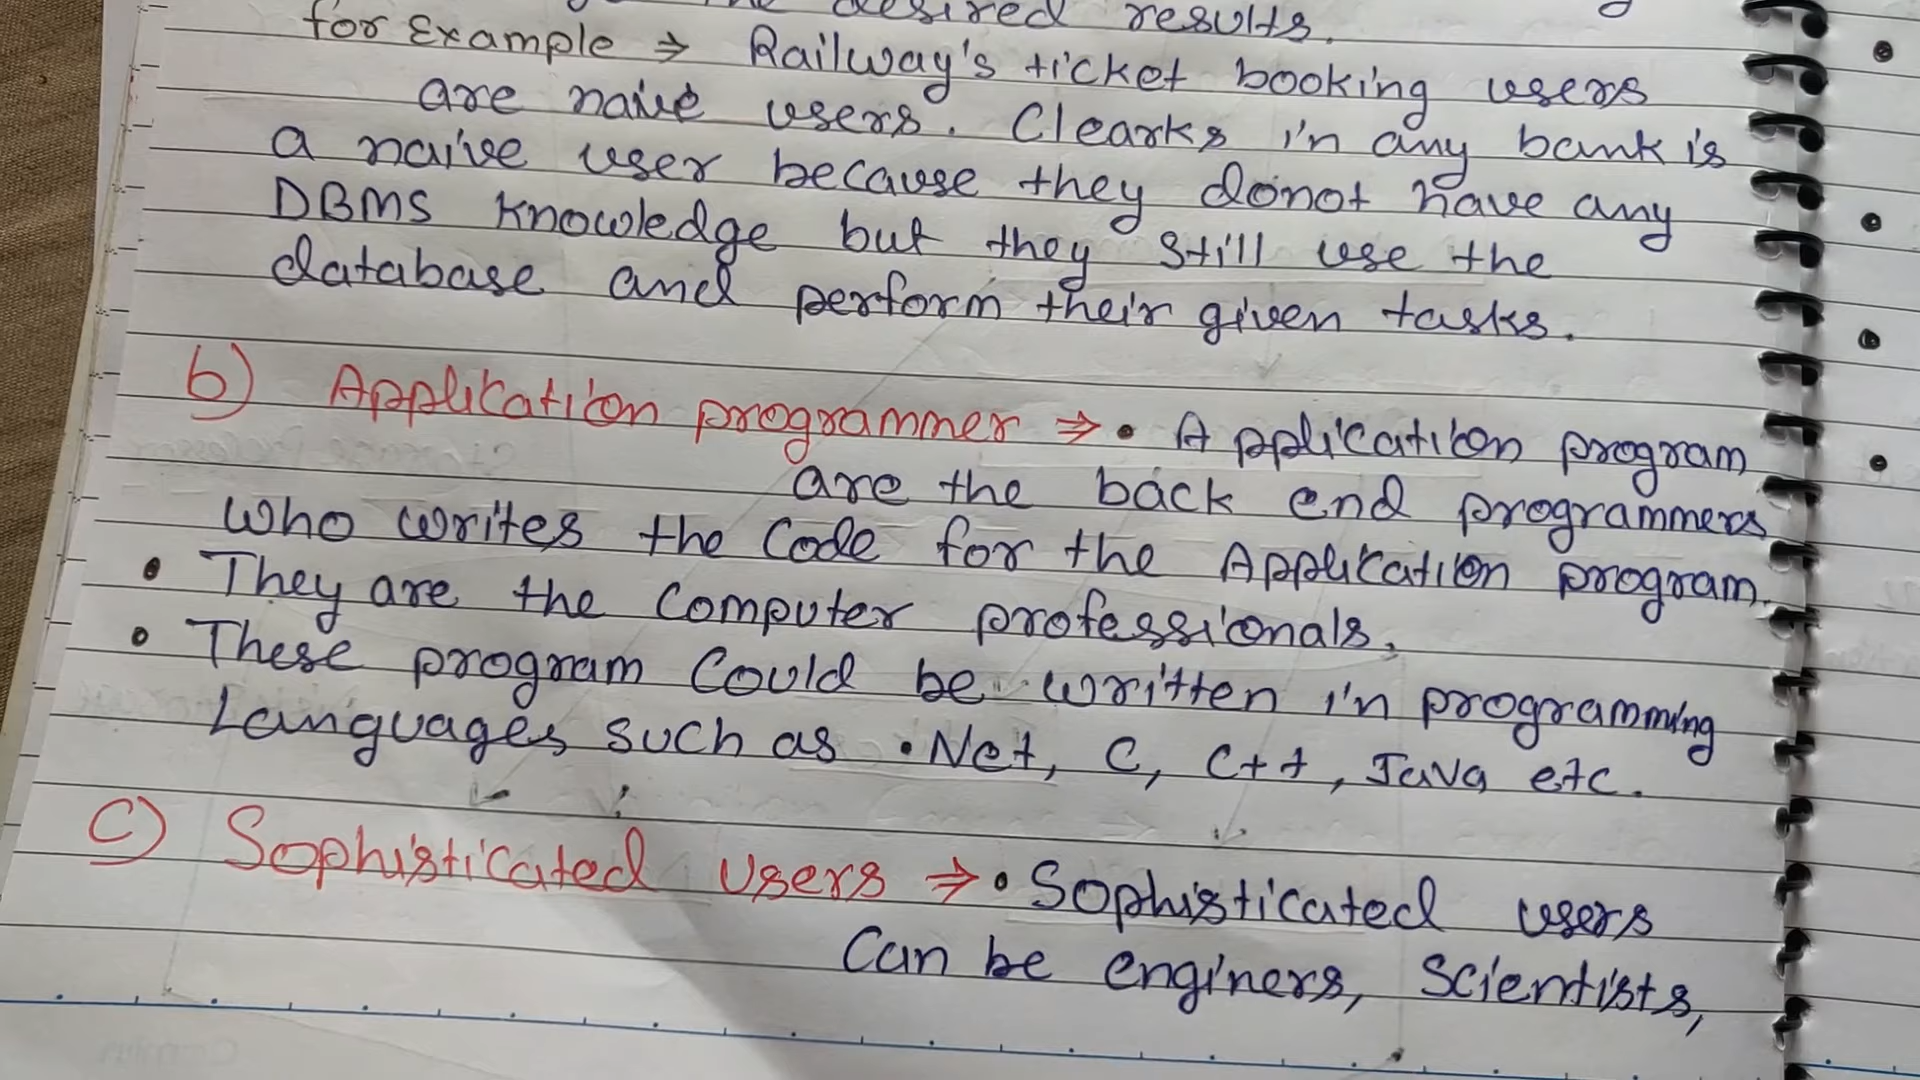 the desired results.
for Example ⇒ Railway's ticket booking users
are naive users. Clearks in any bank is
a naive user because they donot have any
DBMS knowledge but they still use the
database and perform their given tasks.
b) Application programmer ⇒ • Application program
are the back end programmers
who writes the Code for the Application program.
• They are the computer professionals.
• These program Could be written in programming
Languages such as .Net, C, C++, Java etc.
c) Sophisticated users ⇒ • Sophisticated users
Can be enginers, Scientists,